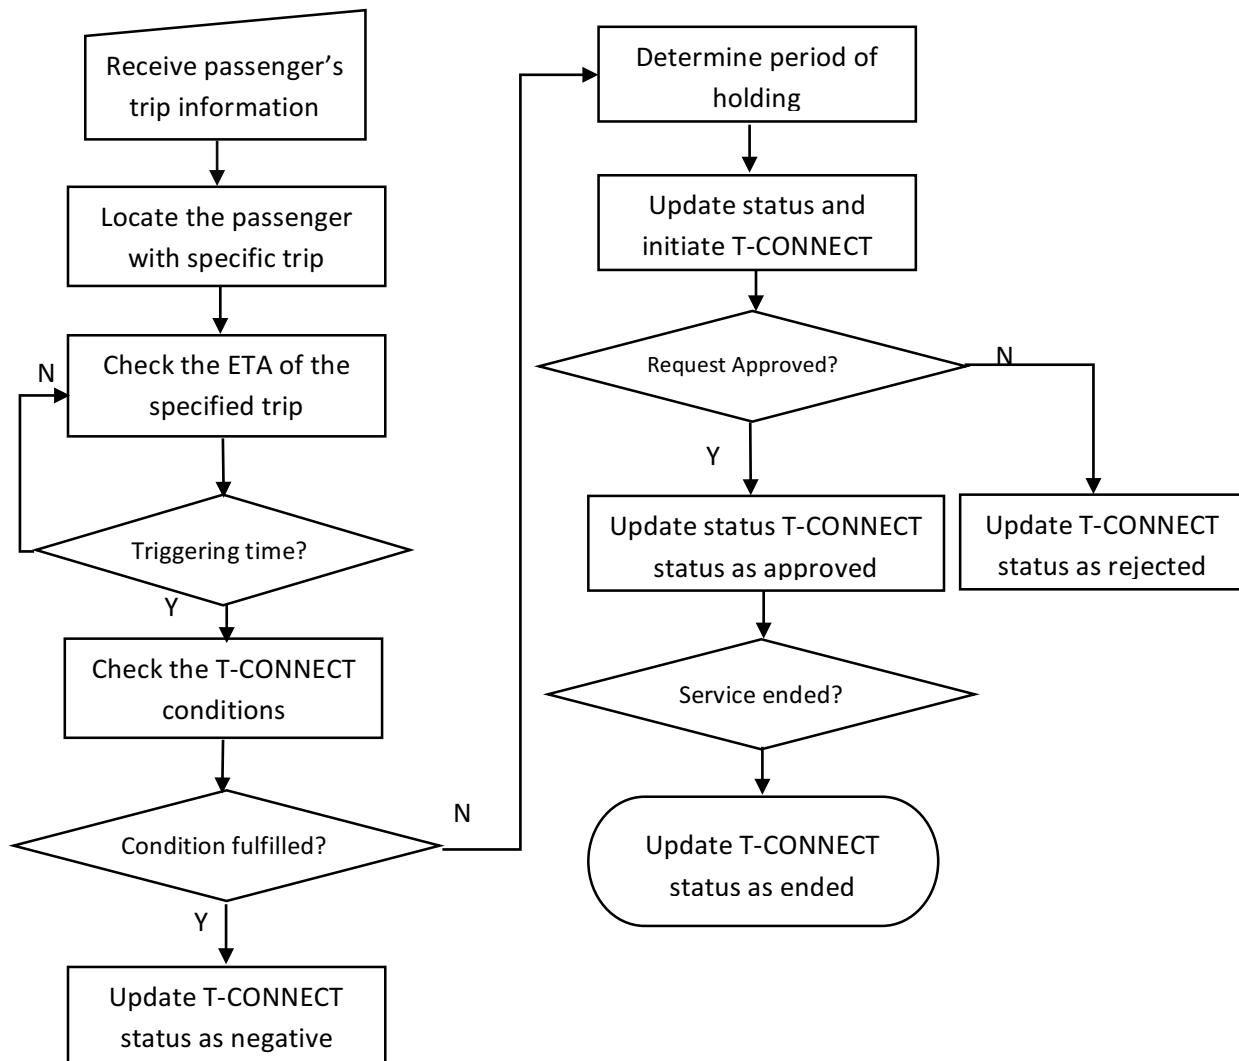 Receive passenger’s
trip information
Locate the passenger
with specific trip
N
Check the ETA of the
specified trip
Triggering time?
Y
Check the T-CONNECT
conditions
Condition fulfilled?
N
Y
Update T-CONNECT
status as negative
Determine period of
holding
Update status and
initiate T-CONNECT
Request Approved?
N
Y
Update status T-CONNECT
status as approved
Update T-CONNECT
status as rejected
Service ended?
Update T-CONNECT
status as ended